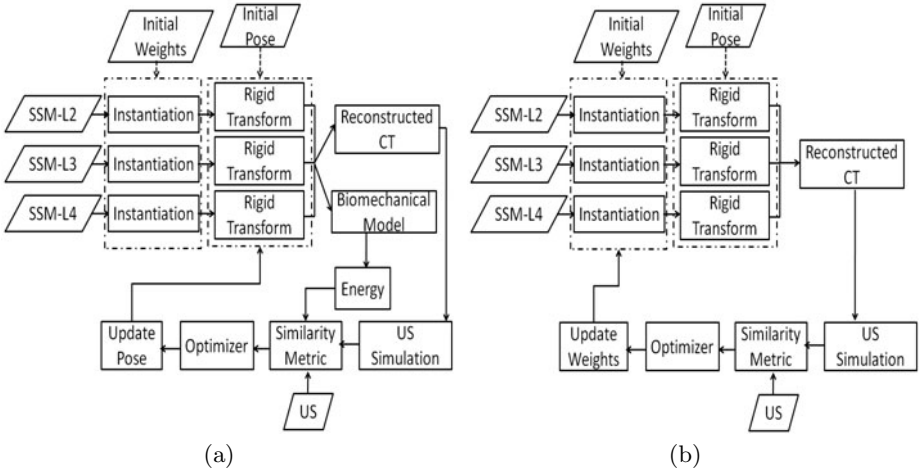 Initial
Weights
Initial
Pose
SSM-L2
Instantiation
Rigid
Transform
SSM-L3
Instantiation
Rigid
Transform
SSM-L4
Instantiation
Rigid
Transform
Reconstructed
CT
Biomechanical
Model
Energy
Update
Pose
Optimizer
Similarity
Metric
US
Simulation
US
(a)
Initial
Weights
Initial
Pose
SSM-L2
Instantiation
Rigid
Transform
SSM-L3
Instantiation
Rigid
Transform
SSM-L4
Instantiation
Rigid
Transform
Reconstructed
CT
Update
Weights
Optimizer
Similarity
Metric
US
Simulation
US
(b)